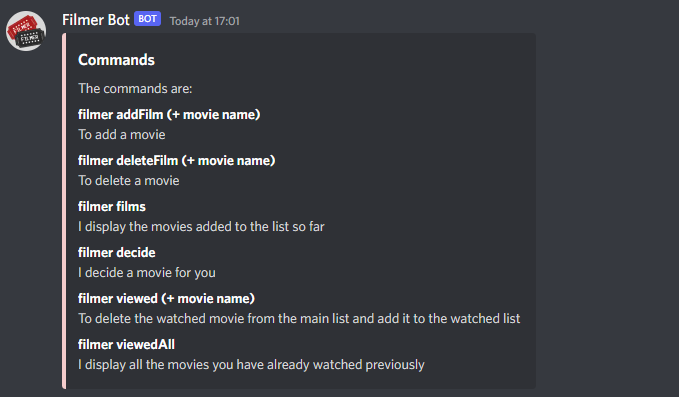 FILMER
FILMER
Filmer Bot BOT Today at 17:01
Commands
The commands are:
filmer addFilm (+ movie name)
To add a movie
filmer deleteFilm (+ movie name)
To delete a movie
filmer films
I display the movies added to the list so far
filmer decide
I decide a movie for you
filmer viewed (+ movie name)
To delete the watched movie from the main list and add it to the watched list
filmer viewedAll
I display all the movies you have already watched previously